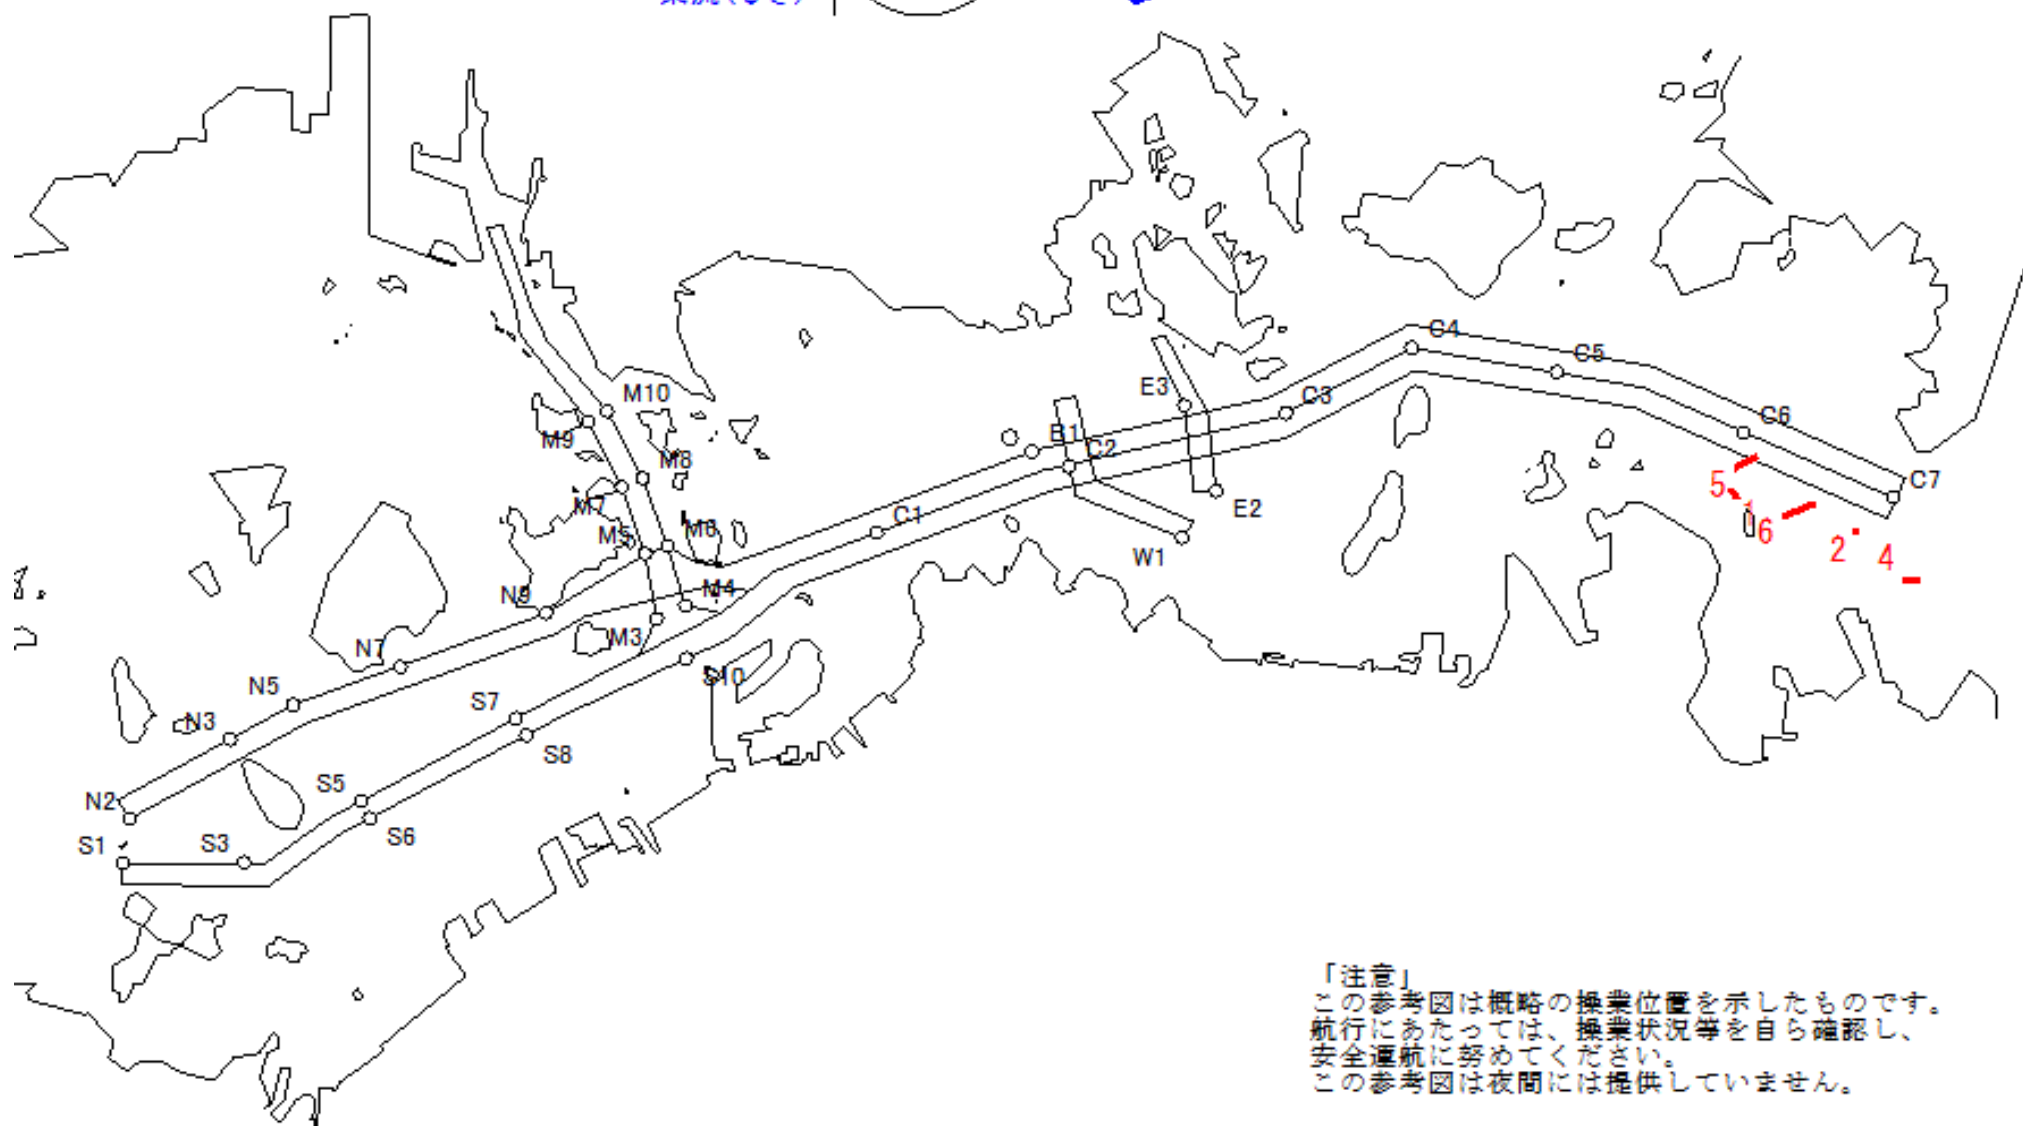 C4
C5
M10
E3
C3
C6
M9
B1
C2
M8
C7
5
M7
E2
1
C1
M5
M6
6
2
W1
4
N9
M4
M3
N7
S10
N5
S7
N3
S8
S5
N2
S6
S1
S3
「注意」
この参考図は概略の操業位置を示したものです。
航行にあたっては、操業状況等を自ら確認し、
安全運航に努めてください。
この参考図は夜間には提供していません。